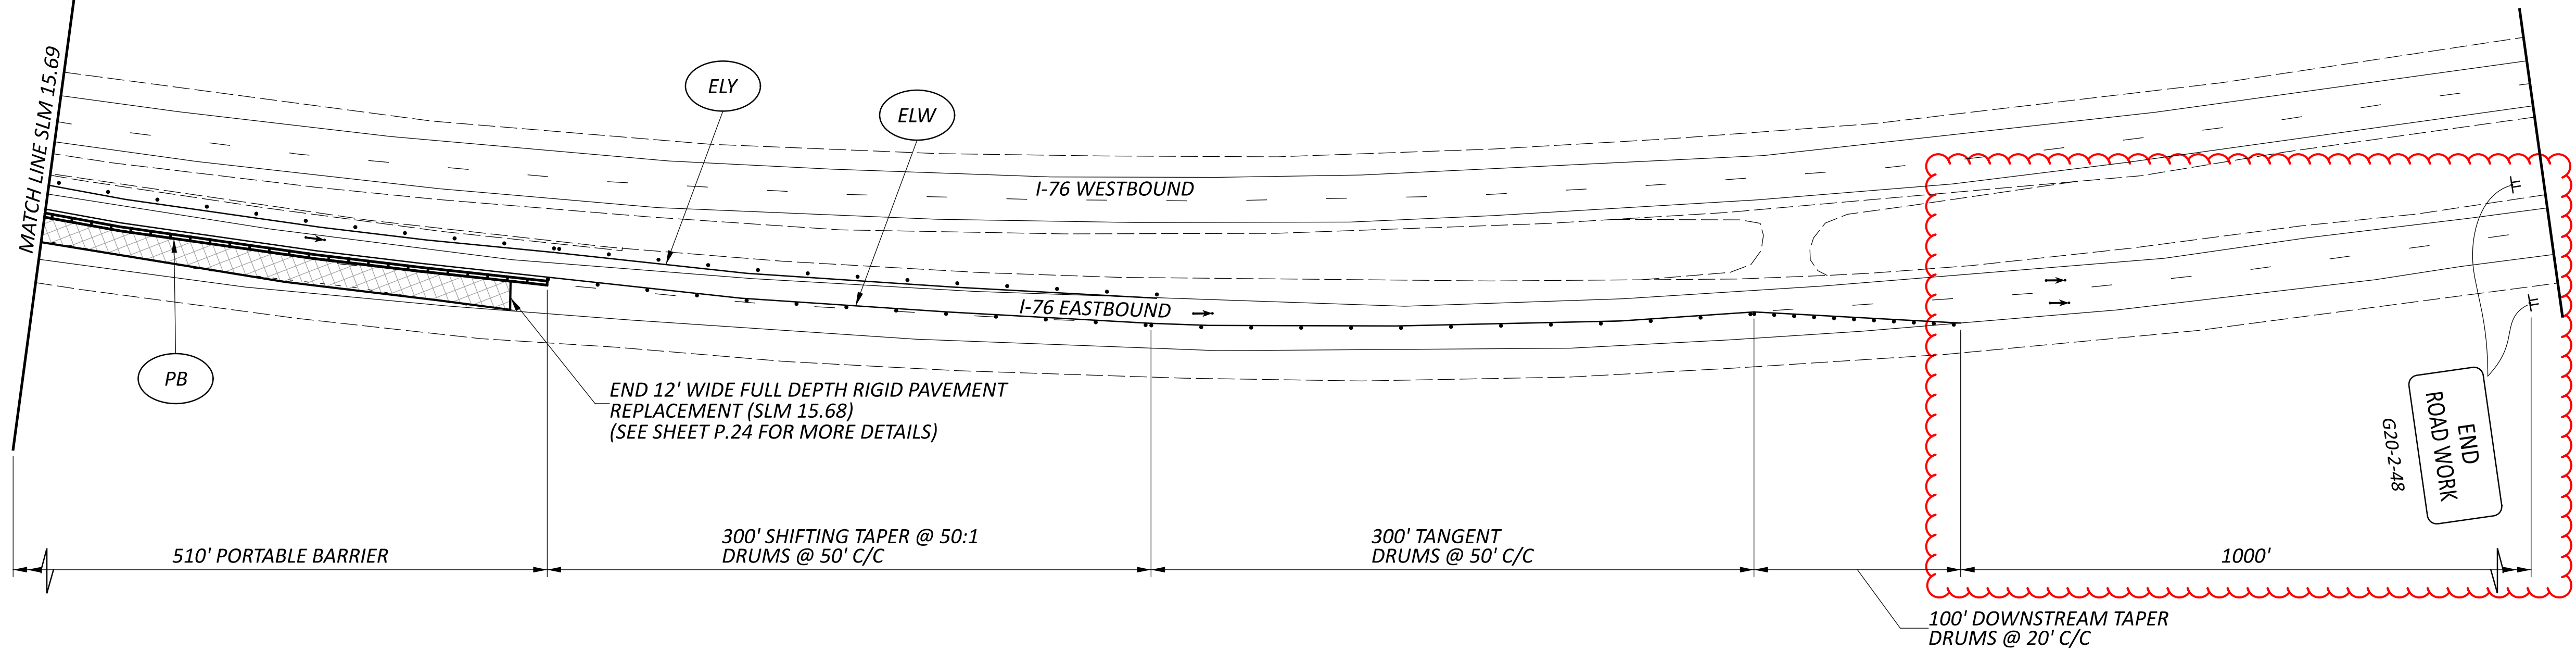 MATCH LINE SLM 15.69
ELY
ELW
I-76 WESTBOUND
I-76 EASTBOUND
PB
END 12' WIDE FULL DEPTH RIGID PAVEMENT
REPLACEMENT (SLM 15.68)
(SEE SHEET P.24 FOR MORE DETAILS)
END
ROAD WORK
G20-2-48
510' PORTABLE BARRIER
300' SHIFTING TAPER @ 50:1
DRUMS @ 50' C/C
300' TANGENT
DRUMS @ 50' C/C
1000'
100' DOWNSTREAM TAPER
DRUMS @ 20' C/C